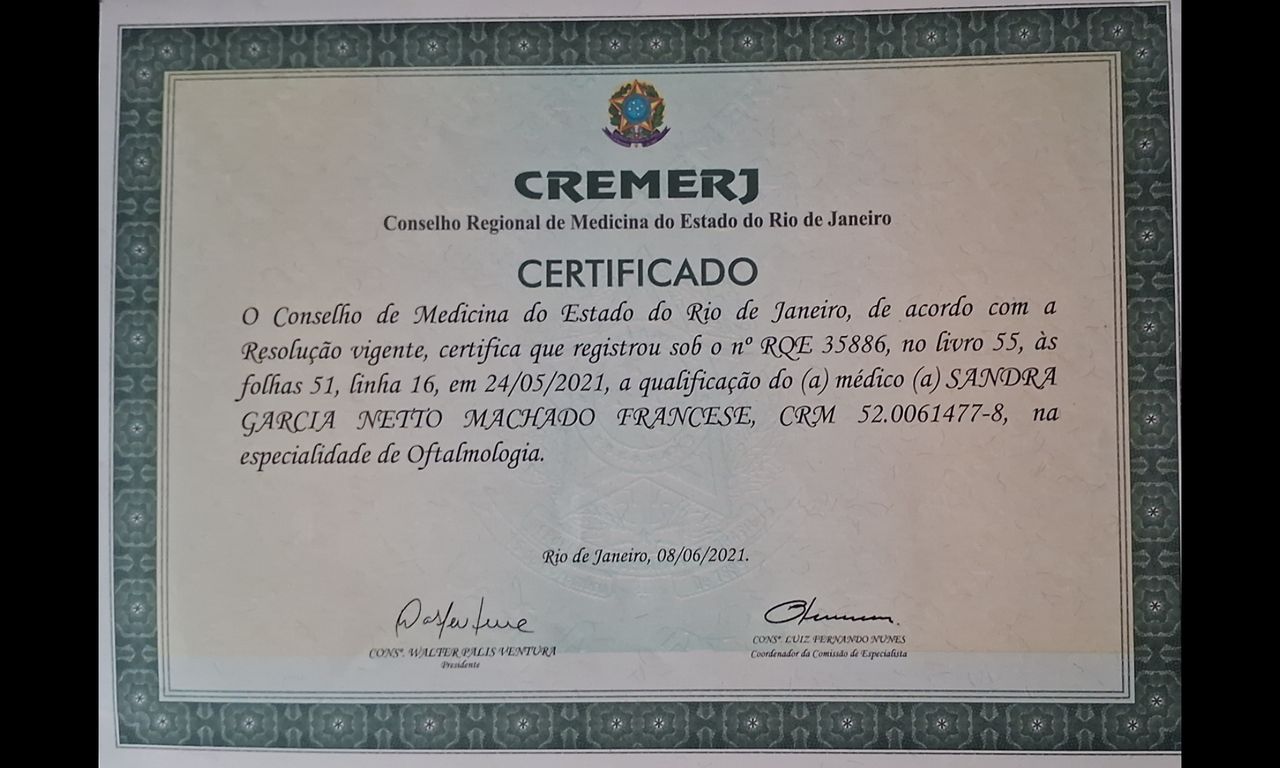 CREMERJ
Conselho Regional de Medicina do Estado do Rio de Janeiro
CERTIFICADO
O Conselho de Medicina do Estado do Rio de Janeiro, de acordo com a
Resolução vigente, certifica que registrou sob o nº RQE 35886, no livro 55, às
folhas 51, linha 16, em 24/05/2021, a qualificação do (a) médico (a) SANDRA
GARCIA NETTO MACHADO FRANCESE, CRM 52.0061477-8, na
especialidade de Oftalmologia.
Rio de Janeiro, 08/06/2021.
CONSº. WALTER PALIS VENTURA
Presidente
CONSº. LUIZ FERNANDO NUNES
Coordenador da Comissão de Especialista